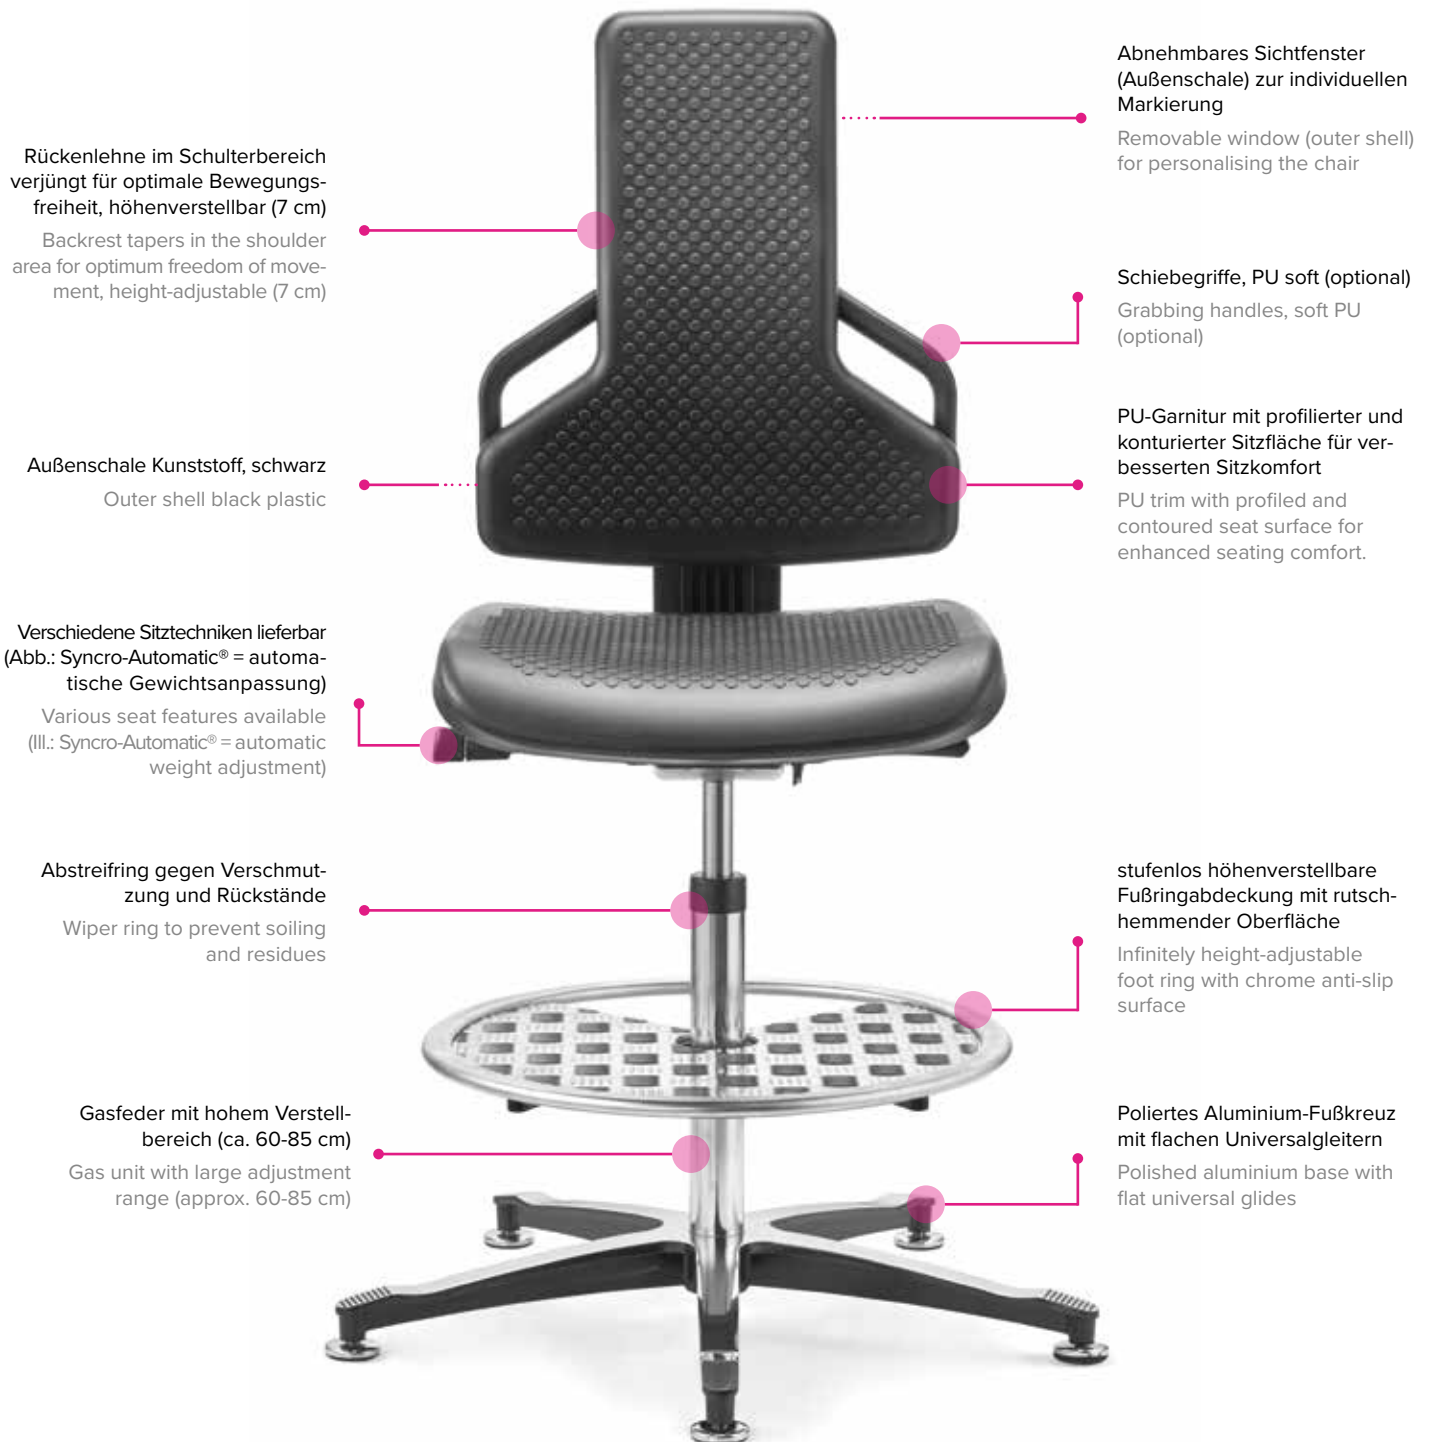 Rückenlehne im Schulterbereich
verjüngt für optimale Bewegungs-
freiheit, höhenverstellbar (7 cm)
Backrest tapers in the shoulder
area for optimum freedom of move-
ment, height-adjustable (7 cm)
Außenschale Kunststoff, schwarz
Outer shell black plastic
Verschiedene Sitztechniken lieferbar
(Abb.: Syncro-Automatic® = automa-
tische Gewichtsanpassung)
Various seat features available
(Ill.: Syncro-Automatic® = automatic
weight adjustment)
Abstreifring gegen Verschmut-
zung und Rückstände
Wiper ring to prevent soiling
and residues
Gasfeder mit hohem Verstell-
bereich (ca. 60-85 cm)
Gas unit with large adjustment
range (approx. 60-85 cm)
Abnehmbares Sichtfenster
(Außenschale) zur individuellen
Markierung
Removable window (outer shell)
for personalising the chair
Schiebegriffe, PU soft (optional)
Grabbing handles, soft PU
(optional)
PU-Garnitur mit profilierter und
konturierter Sitzfläche für ver-
besserten Sitzkomfort
PU trim with profiled and
contoured seat surface for
enhanced seating comfort.
stufenlos höhenverstellbare
Fußringabdeckung mit rutsch-
hemmender Oberfläche
Infinitely height-adjustable
foot ring with chrome anti-slip
surface
Poliertes Aluminium-Fußkreuz
mit flachen Universalgleitern
Polished aluminium base with
flat universal glides